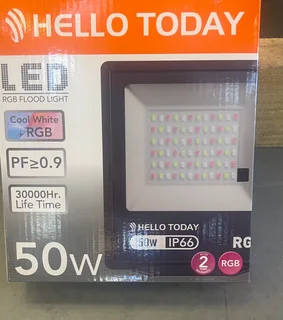 HELLO TODAY
LED
RGB FLOOD LIGHT
Cool White
+RGB
PF≥0.9
30000Hr.
Life Time
HELLO TODAY
50W IP66
RG
50W
2
RGB